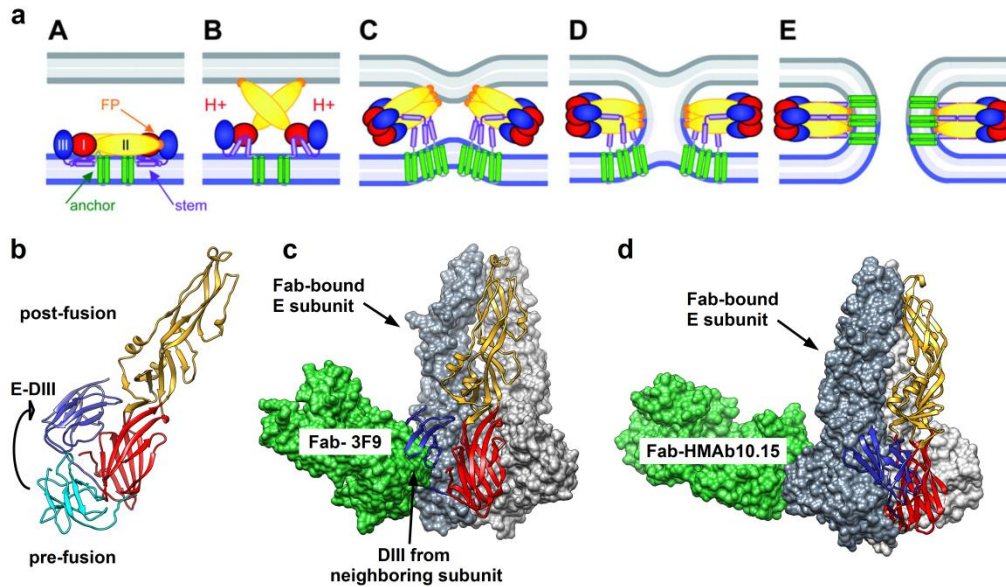 a
A B C D E
H+ H+
FP
III I II
anchor stem
b c d
post-fusion
E-DIII
pre-fusion
Fab-bound
E subunit
Fab- 3F9
DIII from
neighboring subunit
Fab-bound
E subunit
Fab-HMAb10.15